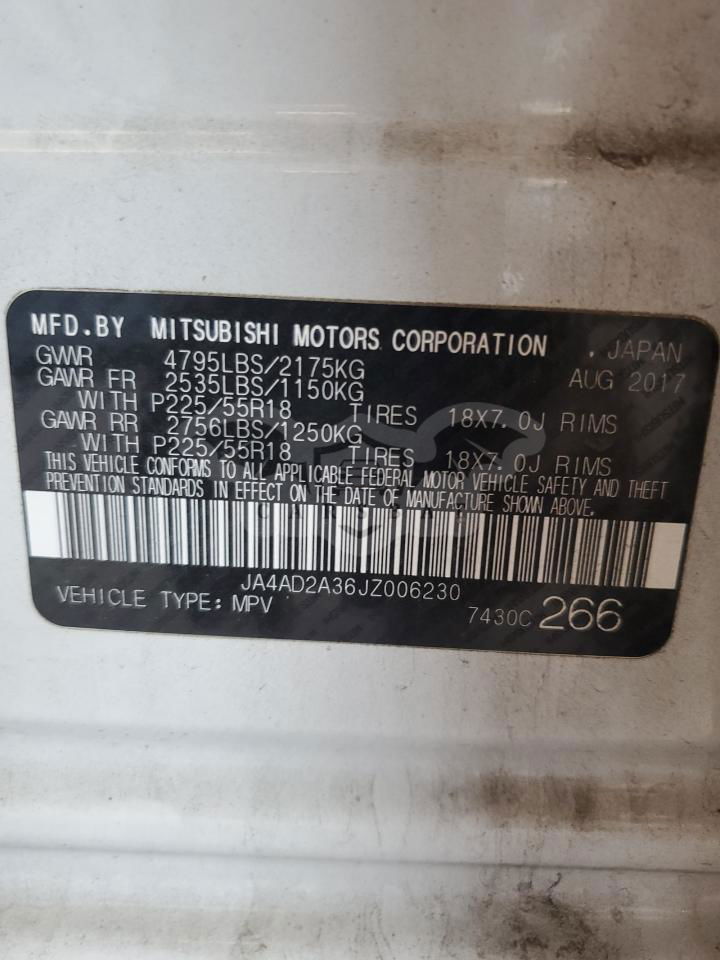 MFD.BY MITSUBISHI MOTORS CORPORATION , JAPAN
GVWR 4795LBS/2175KG AUG 2017
GAWR FR 2535LBS/1150KG
WITH P225/55R18 TIRES 18X7.0J RIMS
GAWR RR 2756LBS/1250KG
WITH P225/55R18 TIRES 18X7.0J RIMS
THIS VEHICLE CONFORMS TO ALL APPLICABLE FEDERAL MOTOR VEHICLE SAFETY AND THEFT
PREVENTION STANDARDS IN EFFECT ON THE DATE OF MANUFACTURE SHOWN ABOVE.
JA4AD2A36JZ006230
VEHICLE TYPE:MPV 7430C 266